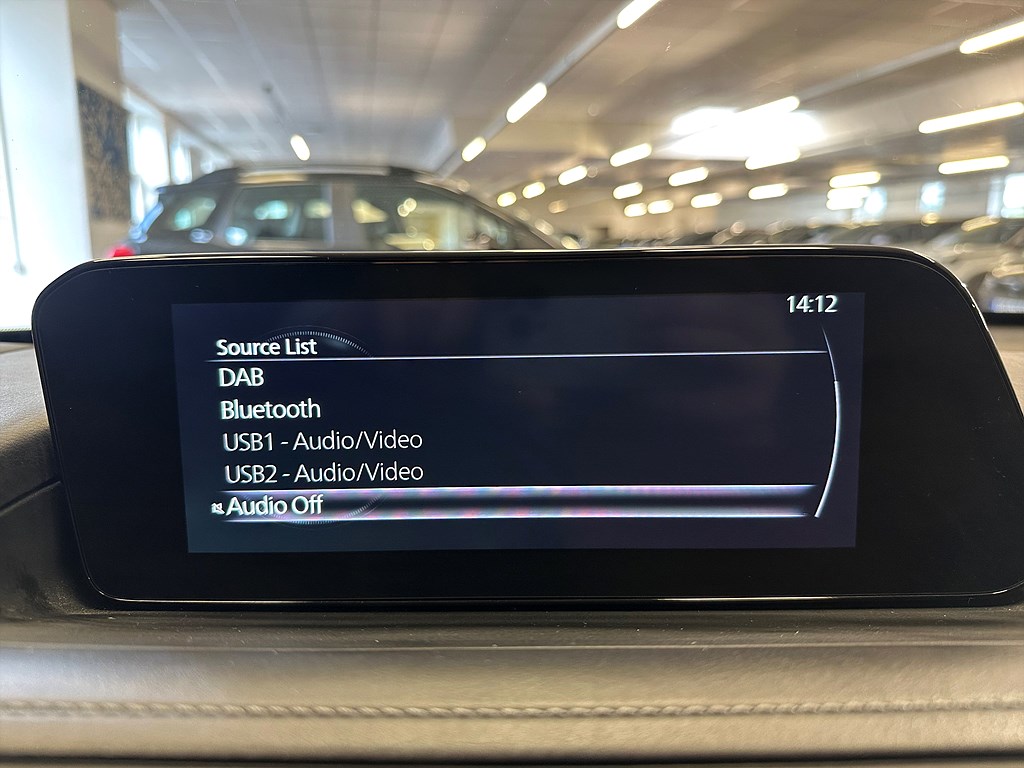 14:12
Source List
DAB
Bluetooth
USB1 - Audio/Video
USB2 - Audio/Video
Audio Off